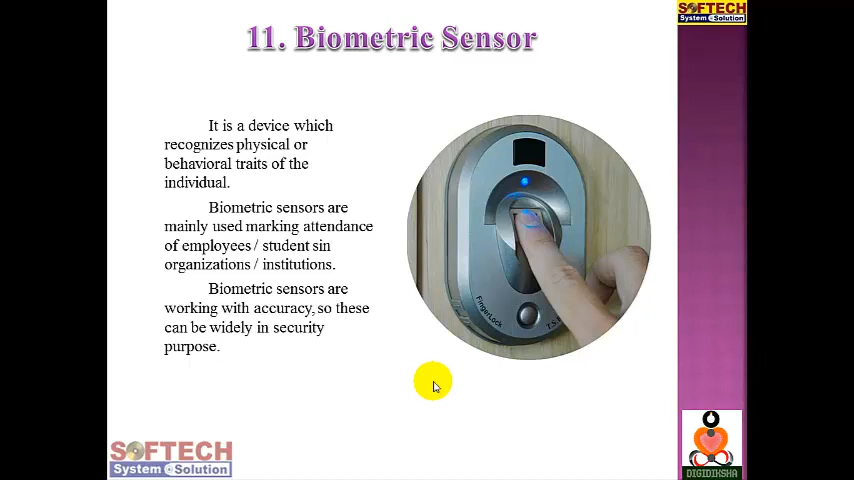 11. Biometric Sensor
SOFTECH
System Solution
It is a device which
recognizes physical or
behavioral traits of the
individual.
Biometric sensors are
mainly used marking attendance
of employees / student sin
organizations / institutions.
Biometric sensors are
working with accuracy, so these
can be widely in security
purpose.
FingerLock
SOFTECH
System Solution
DIGIDIKSHA